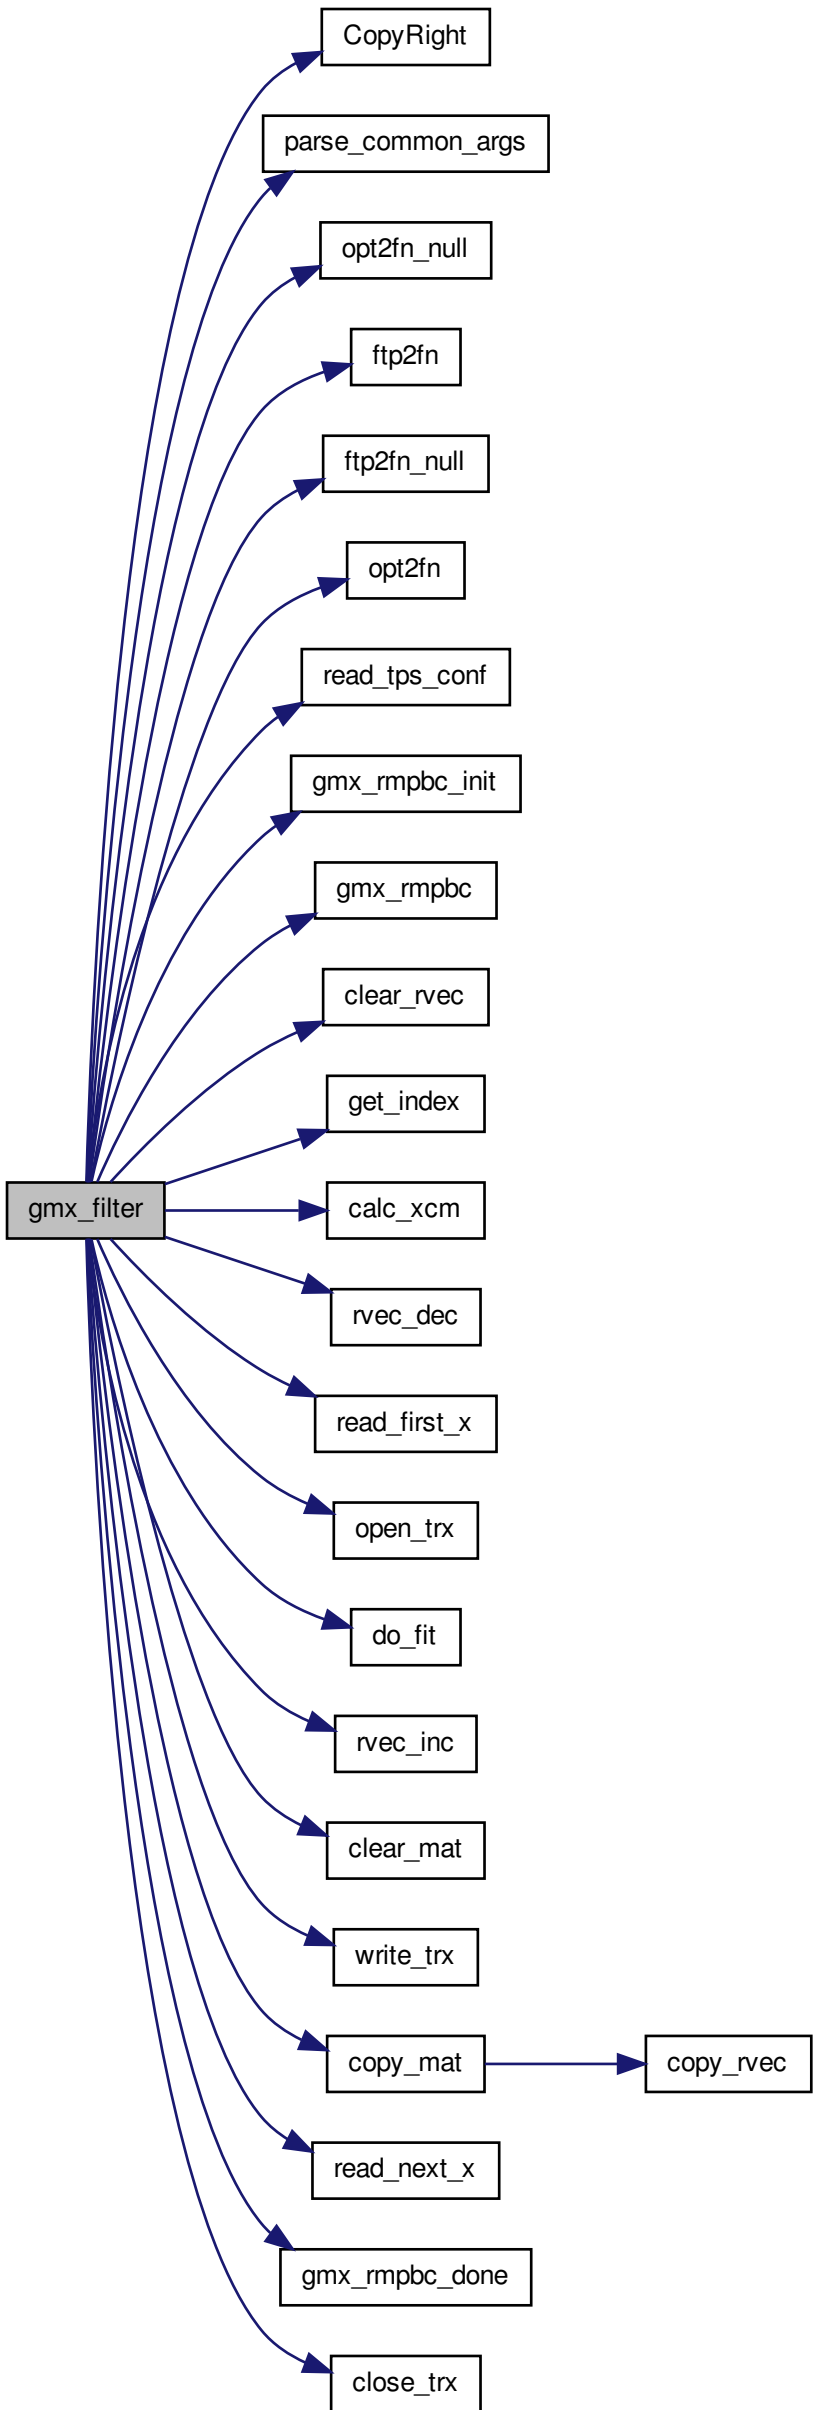 CopyRight
parse_common_args
opt2fn_null
ftp2fn
ftp2fn_null
opt2fn
read_tps_conf
gmx_rmpbc_init
gmx_rmpbc
clear_rvec
get_index
gmx_filter
calc_xcm
rvec_dec
read_first_x
open_trx
do_fit
rvec_inc
clear_mat
write_trx
copy_mat
copy_rvec
read_next_x
gmx_rmpbc_done
close_trx